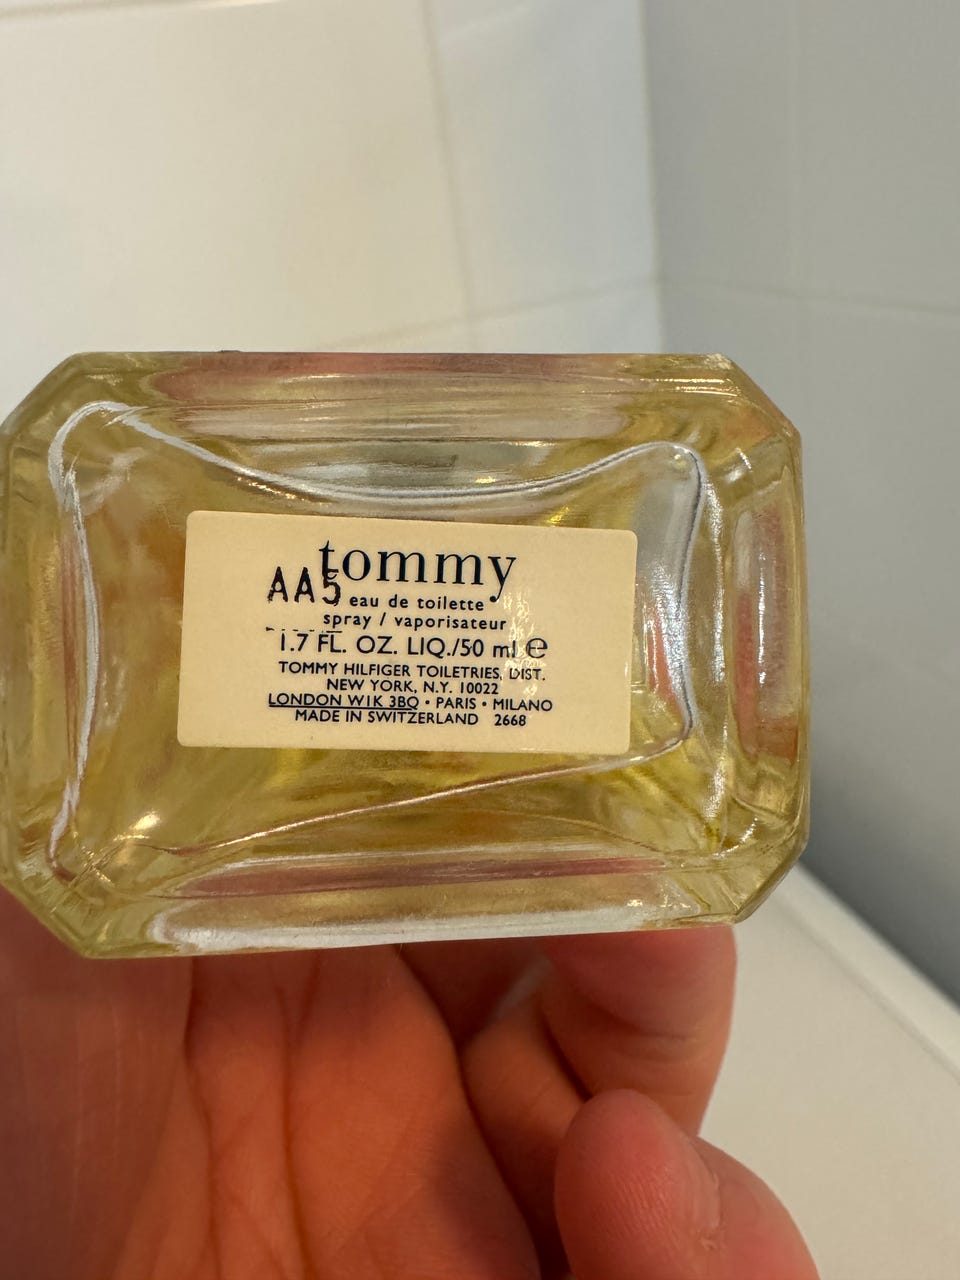 tommy
AA5
eau de toilette
spray / vaporisateur
1.7 FL. OZ. LIQ./50 ml ℮
TOMMY HILFIGER TOILETRIES, DIST.
NEW YORK, N.Y. 10022
LONDON W1K 3BQ • PARIS • MILANO
MADE IN SWITZERLAND 2668